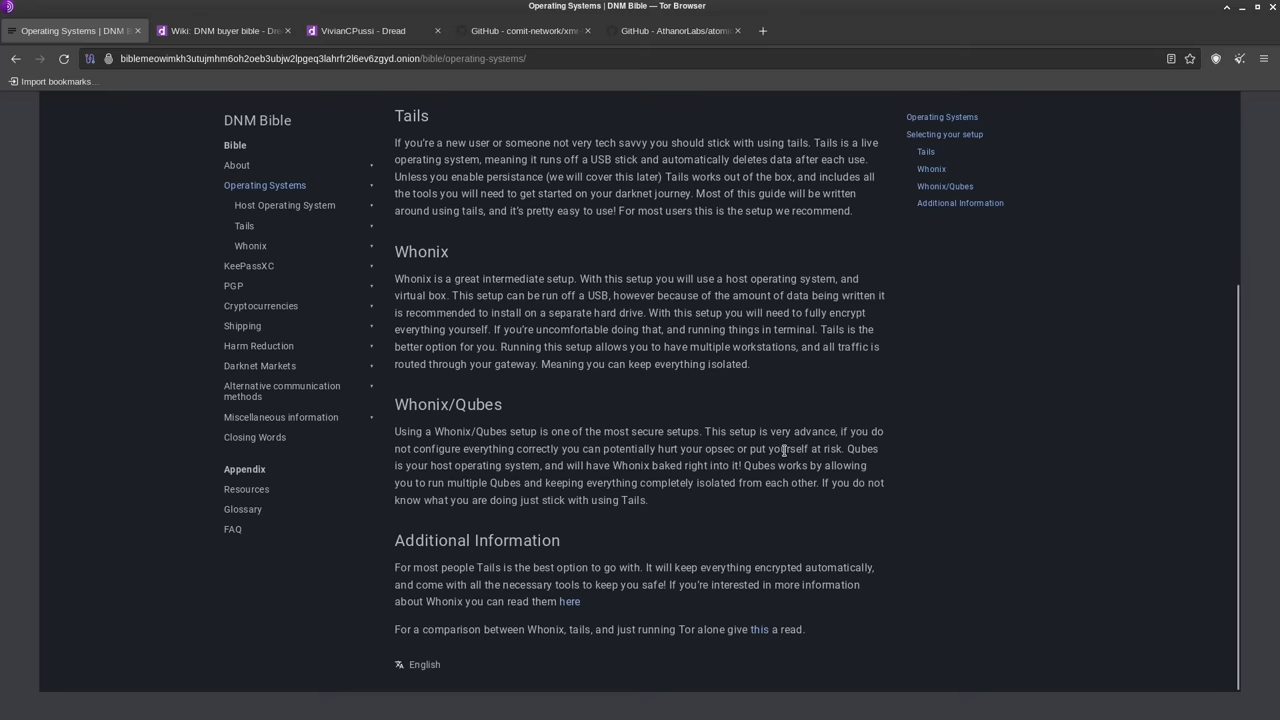 Operating Systems | DNM Bible — Tor Browser
Operating Systems | DNM B
Wiki: DNM buyer bible - Dre
VivianCPussi - Dread
GitHub - comit-network/xm
GitHub - AthanorLabs/atomi
biblemeowimkh3utujmhm6oh2oeb3ubjw2lpgeq3lahrfr2l6ev6zgyd.onion/bible/operating-systems/
Import bookmarks...
DNM Bible
Bible
About
Operating Systems
Host Operating System
Tails
Whonix
KeePassXC
PGP
Cryptocurrencies
Shipping
Harm Reduction
Darknet Markets
Alternative communication
methods
Miscellaneous information
Closing Words
Appendix
Resources
Glossary
FAQ
Tails
If you're a new user or someone not very tech savvy you should stick with using tails. Tails is a live
operating system, meaning it runs off a USB stick and automatically deletes data after each use.
Unless you enable persistance (we will cover this later) Tails works out of the box, and includes all
the tools you will need to get started on your darknet journey. Most of this guide will be written
around using tails, and it's pretty easy to use! For most users this is the setup we recommend.
Whonix
Whonix is a great intermediate setup. With this setup you will use a host operating system, and
virtual box. This setup can be run off a USB, however because of the amount of data being written it
is recommended to install on a separate hard drive. With this setup you will need to fully encrypt
everything yourself. If you're uncomfortable doing that, and running things in terminal. Tails is the
better option for you. Running this setup allows you to have multiple workstations, and all traffic is
routed through your gateway. Meaning you can keep everything isolated.
Whonix/Qubes
Using a Whonix/Qubes setup is one of the most secure setups. This setup is very advance, if you do
not configure everything correctly you can potentially hurt your opsec or put yourself at risk. Qubes
is your host operating system, and will have Whonix baked right into it! Qubes works by allowing
you to run multiple Qubes and keeping everything completely isolated from each other. If you do not
know what you are doing just stick with using Tails.
Additional Information
For most people Tails is the best option to go with. It will keep everything encrypted automatically,
and come with all the necessary tools to keep you safe! If you're interested in more information
about Whonix you can read them here
For a comparison between Whonix, tails, and just running Tor alone give this a read.
English
Operating Systems
Selecting your setup
Tails
Whonix
Whonix/Qubes
Additional Information